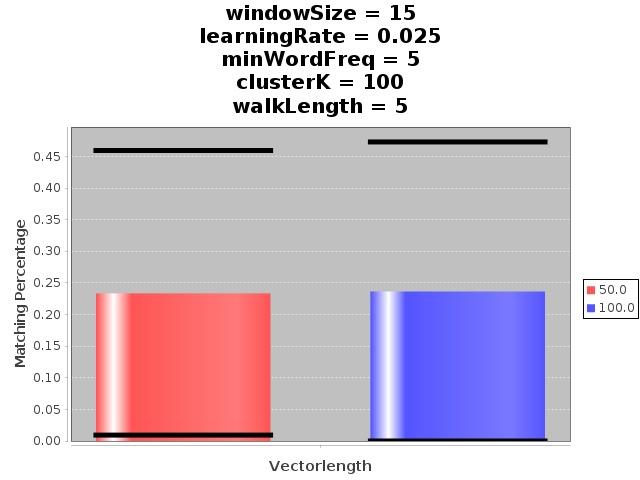 windowSize = 15
learningRate = 0.025
minWordFreq = 5
clusterK = 100
walkLength = 5
Matching Percentage
0.45
0.40
0.35
0.30
0.25
0.20
0.15
0.10
0.05
0.00
Vectorlength
50.0
100.0